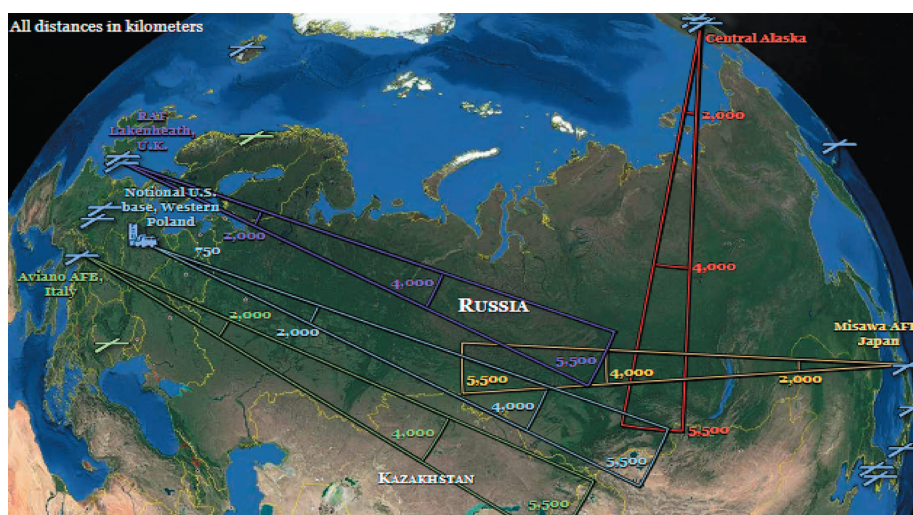 All distances in kilometers
Central Alaska
2,000
4,000
5,500
RAF
Lakenheath,
U.K.
2,000
4,000
5,500
Notional U.S.
base, Western
Poland
750
2,000
4,000
5,500
Aviano AFB,
Italy
2,000
4,000
5,500
RUSSIA
Misawa AFB
Japan
2,000
4,000
5,500
KAZAKHSTAN